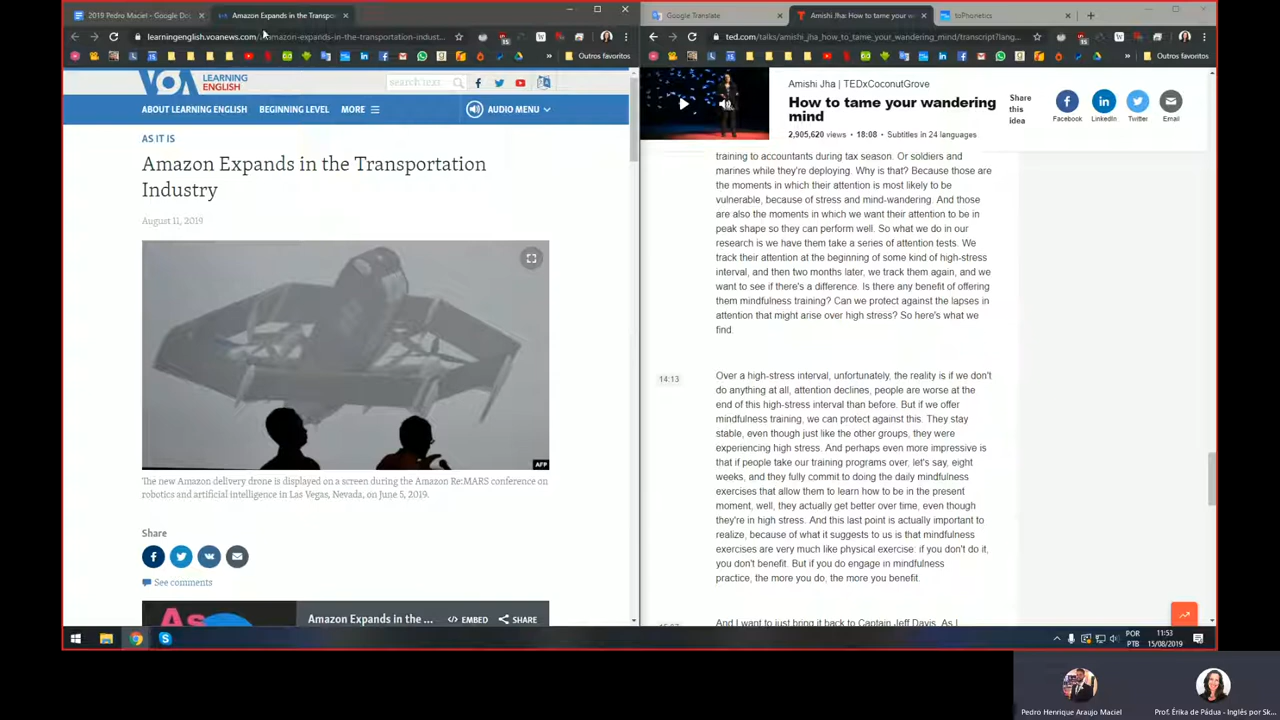 2019 Pedro Maciel - Google Do
Amazon Expands in the Transpo
learningenglish.voanews.com/a/amazon-expands-in-the-transportation-indust...
Outros favoritos
VOA
LEARNING
ENGLISH
search text
ABOUT LEARNING ENGLISH
BEGINNING LEVEL
MORE
AUDIO MENU
AS IT IS
Amazon Expands in the Transportation
Industry
August 11, 2019
AFP
The new Amazon delivery drone is displayed on a screen during the Amazon Re:MARS conference on
robotics and artificial intelligence in Las Vegas, Nevada, on June 5, 2019.
Share
See comments
As
Amazon Expands in the ...
</> EMBED
SHARE
Google Translate
Amishi Jha: How to tame your w
toPhonetics
ted.com/talks/amishi_jha_how_to_tame_your_wandering_mind/transcript?lang...
Outros favoritos
Amishi Jha | TEDxCoconutGrove
How to tame your wandering
mind
2,905,620 views • 18:08 • Subtitles in 24 languages
Share
this
idea
Facebook
LinkedIn
Twitter
Email
training to accountants during tax season. Or soldiers and
marines while they're deploying. Why is that? Because those are
the moments in which their attention is most likely to be
vulnerable, because of stress and mind-wandering. And those
are also the moments in which we want their attention to be in
peak shape so they can perform well. So what we do in our
research is we have them take a series of attention tests. We
track their attention at the beginning of some kind of high-stress
interval, and then two months later, we track them again, and we
want to see if there's a difference. Is there any benefit of offering
them mindfulness training? Can we protect against the lapses in
attention that might arise over high stress? So here's what we
find.
14:13
Over a high-stress interval, unfortunately, the reality is if we don't
do anything at all, attention declines, people are worse at the
end of this high-stress interval than before. But if we offer
mindfulness training, we can protect against this. They stay
stable, even though just like the other groups, they were
experiencing high stress. And perhaps even more impressive is
that if people take our training programs over, let's say, eight
weeks, and they fully commit to doing the daily mindfulness
exercises that allow them to learn how to be in the present
moment, well, they actually get better over time, even though
they're in high stress. And this last point is actually important to
realize, because of what it suggests to us is that mindfulness
exercises are very much like physical exercise: if you don't do it,
you don't benefit. But if you do engage in mindfulness
practice, the more you do, the more you benefit.
And I want to just bring it back to Captain Jeff Davis. As I
POR
PTB
11:53
15/08/2019
Pedro Henrique Araujo Maciel
Prof. Érika de Pádua - Inglês por Sk...